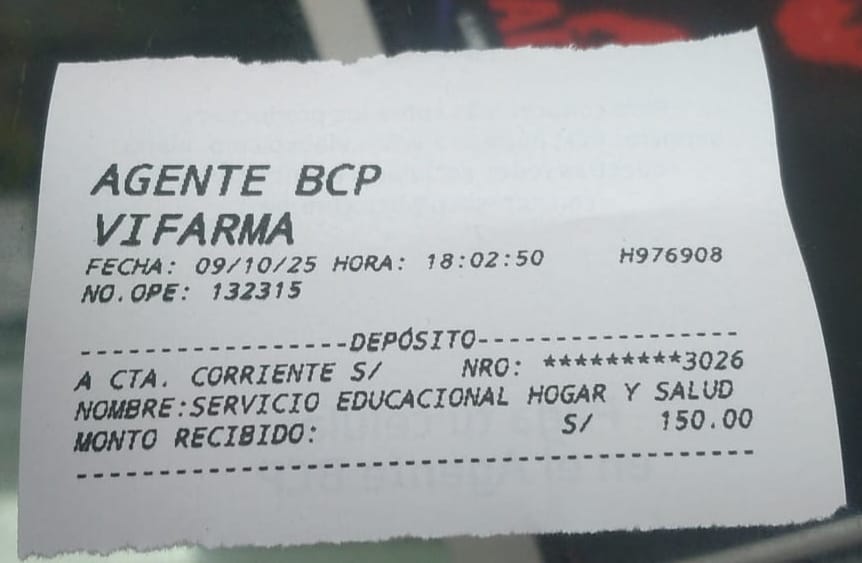 AGENTE BCP
VIFARMA
FECHA: 09/10/25 HORA: 18:02:50 H976908
NO.OPE: 132315
------------------DEPÓSITO------------------
A CTA. CORRIENTE S/ NRO: *********3026
NOMBRE:SERVICIO EDUCACIONAL HOGAR Y SALUD
MONTO RECIBIDO: S/ 150.00
--------------------------------------------